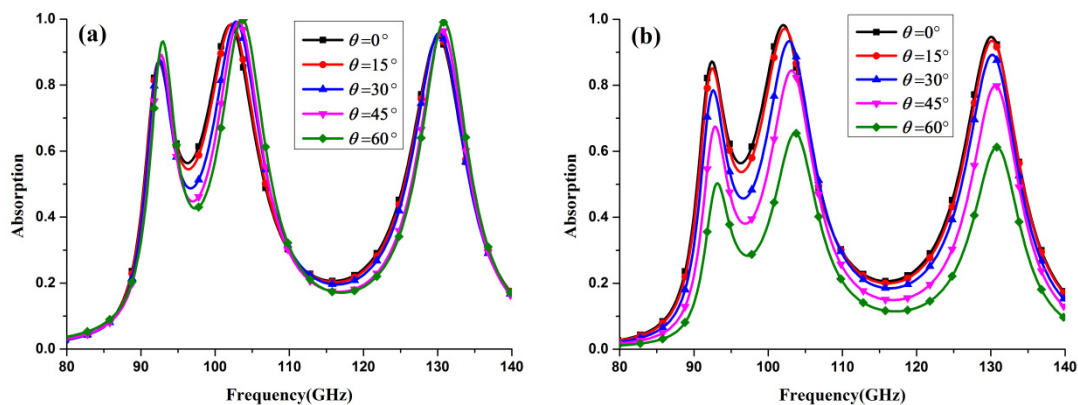 (a)
θ=0°
θ=15°
θ=30°
θ=45°
θ=60°
Absorption
1.0
0.8
0.6
0.4
0.2
0.0
80 90 100 110 120 130 140
Frequency(GHz)
(b)
θ=0°
θ=15°
θ=30°
θ=45°
θ=60°
Absorption
1.0
0.8
0.6
0.4
0.2
0.0
80 90 100 110 120 130 140
Frequency(GHz)